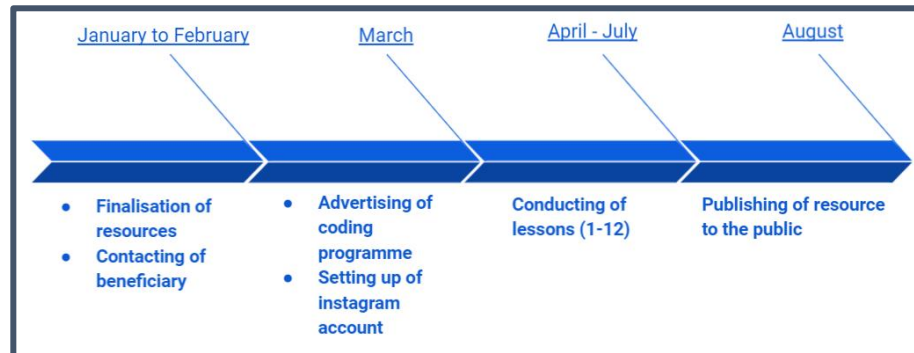 January to February
March
April - July
August
● Finalisation of
resources
● Contacting of
beneficiary
● Advertising of
coding
programme
● Setting up of
instagram
account
Conducting of
lessons (1-12)
Publishing of resource
to the public